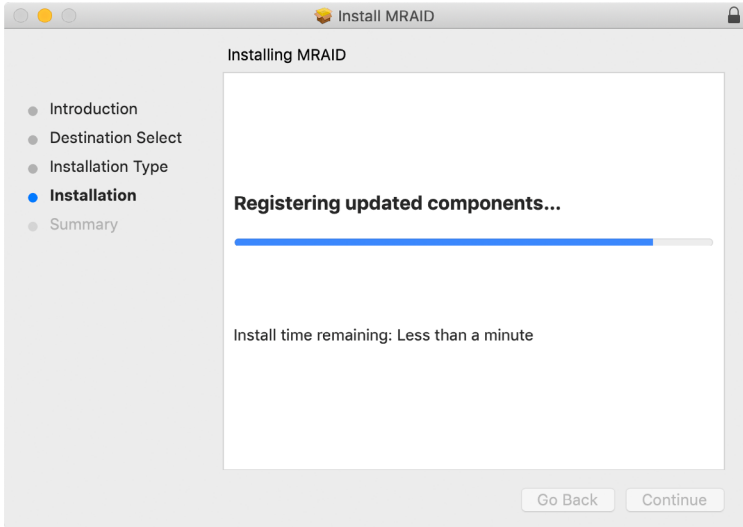 Install MRAID
Installing MRAID
Introduction
Destination Select
Installation Type
Installation
Summary
Registering updated components...
Install time remaining: Less than a minute
Go Back
Continue